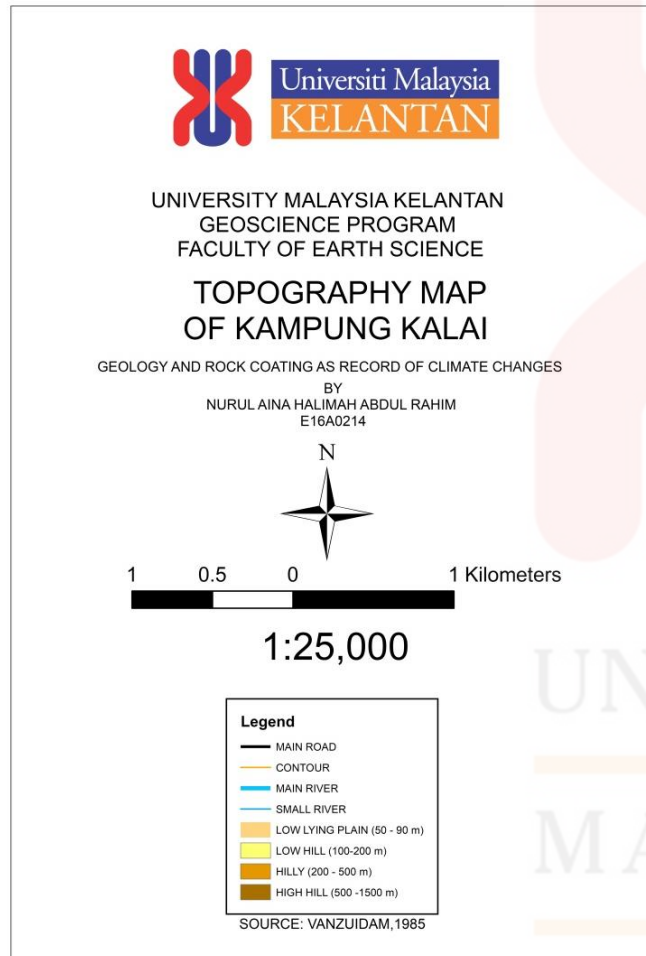 Universiti Malaysia
KELANTAN
UNIVERSITY MALAYSIA KELANTAN
GEOSCIENCE PROGRAM
FACULTY OF EARTH SCIENCE
TOPOGRAPHY MAP
OF KAMPUNG KALAI
GEOLOGY AND ROCK COATING AS RECORD OF CLIMATE CHANGES
BY
NURUL AINA HALIMAH ABDUL RAHIM
E16A0214
N
1 0.5 0 1 Kilometers
1:25,000
UN
Legend
MAIN ROAD
CONTOUR
MAIN RIVER
SMALL RIVER
LOW LYING PLAIN (50 - 90 m)
LOW HILL (100-200 m)
HILLY (200 - 500 m)
HIGH HILL (500 -1500 m)
MA
SOURCE: VANZUIDAM,1985